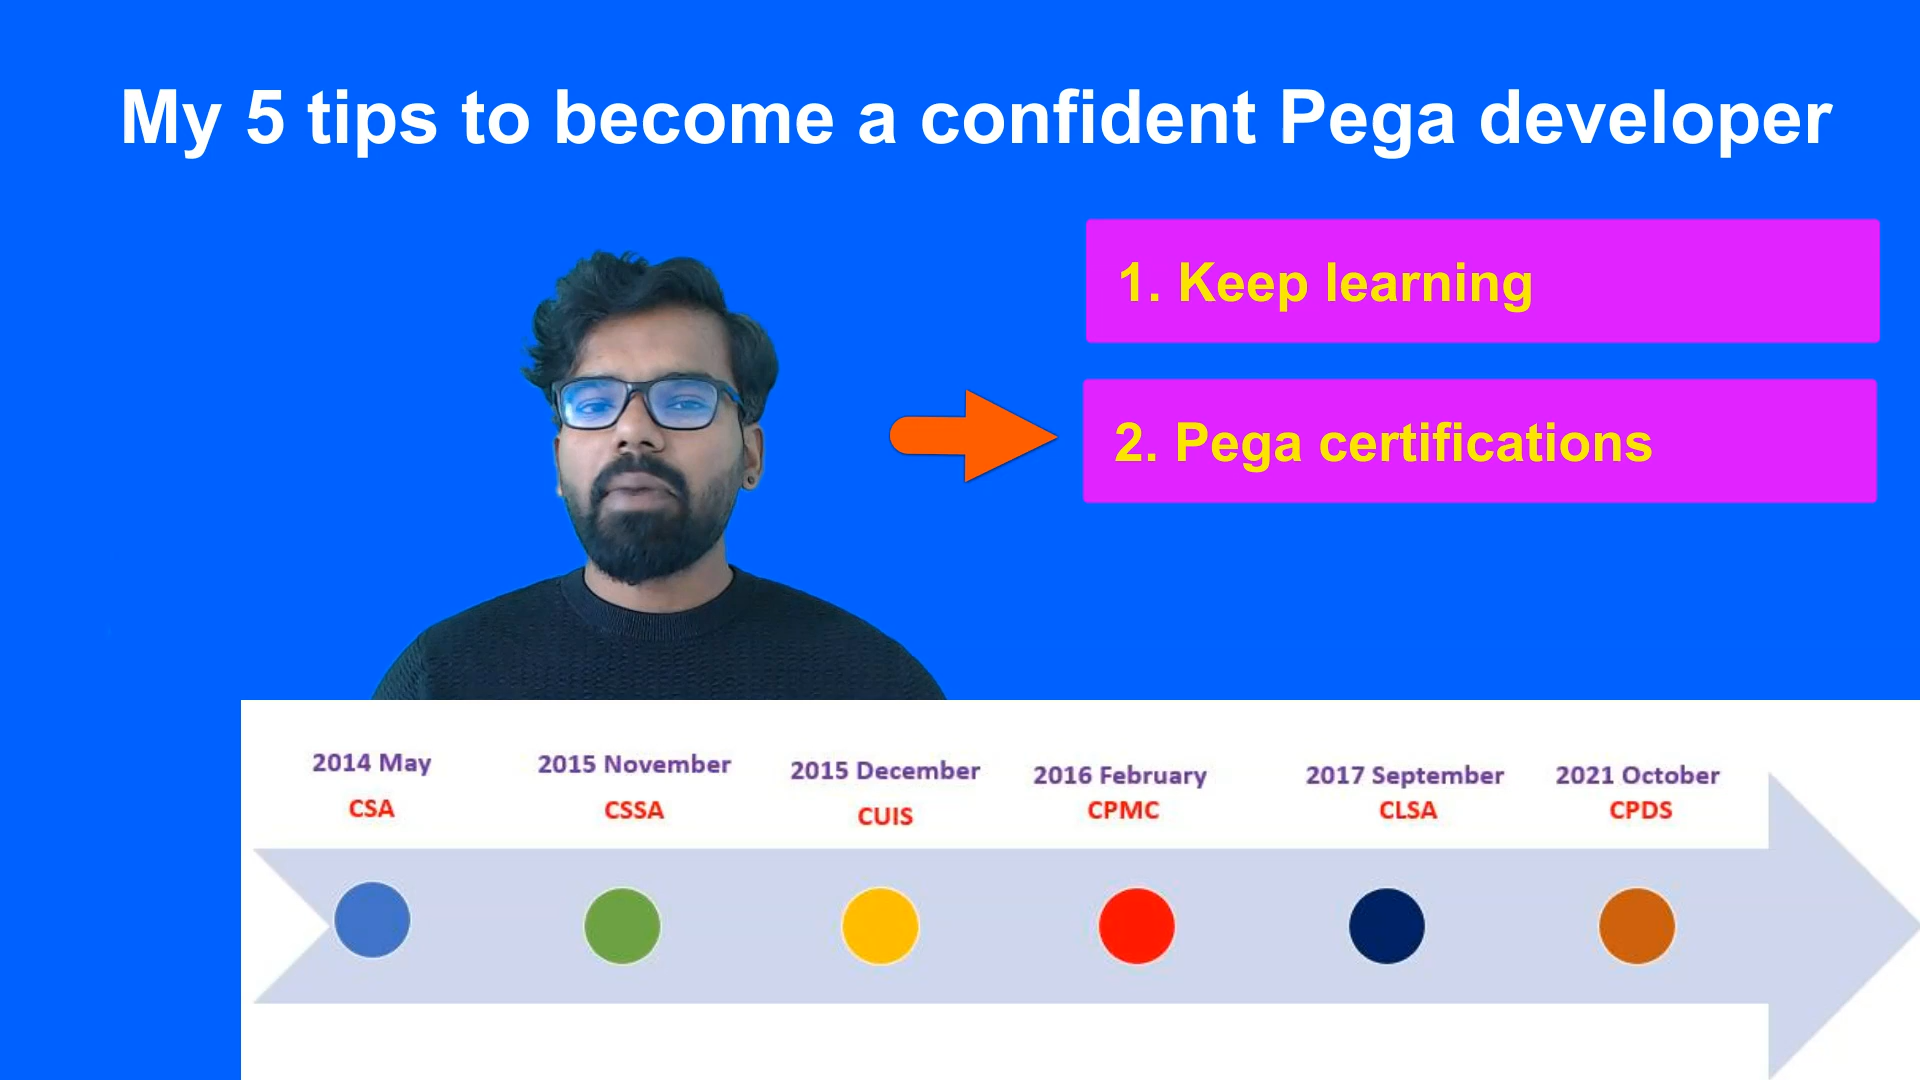 My 5 tips to become a confident Pega developer
1. Keep learning
2. Pega certifications
2014 May
CSA
2015 November
CSSA
2015 December
CUIS
2016 February
CPMC
2017 September
CLSA
2021 October
CPDS